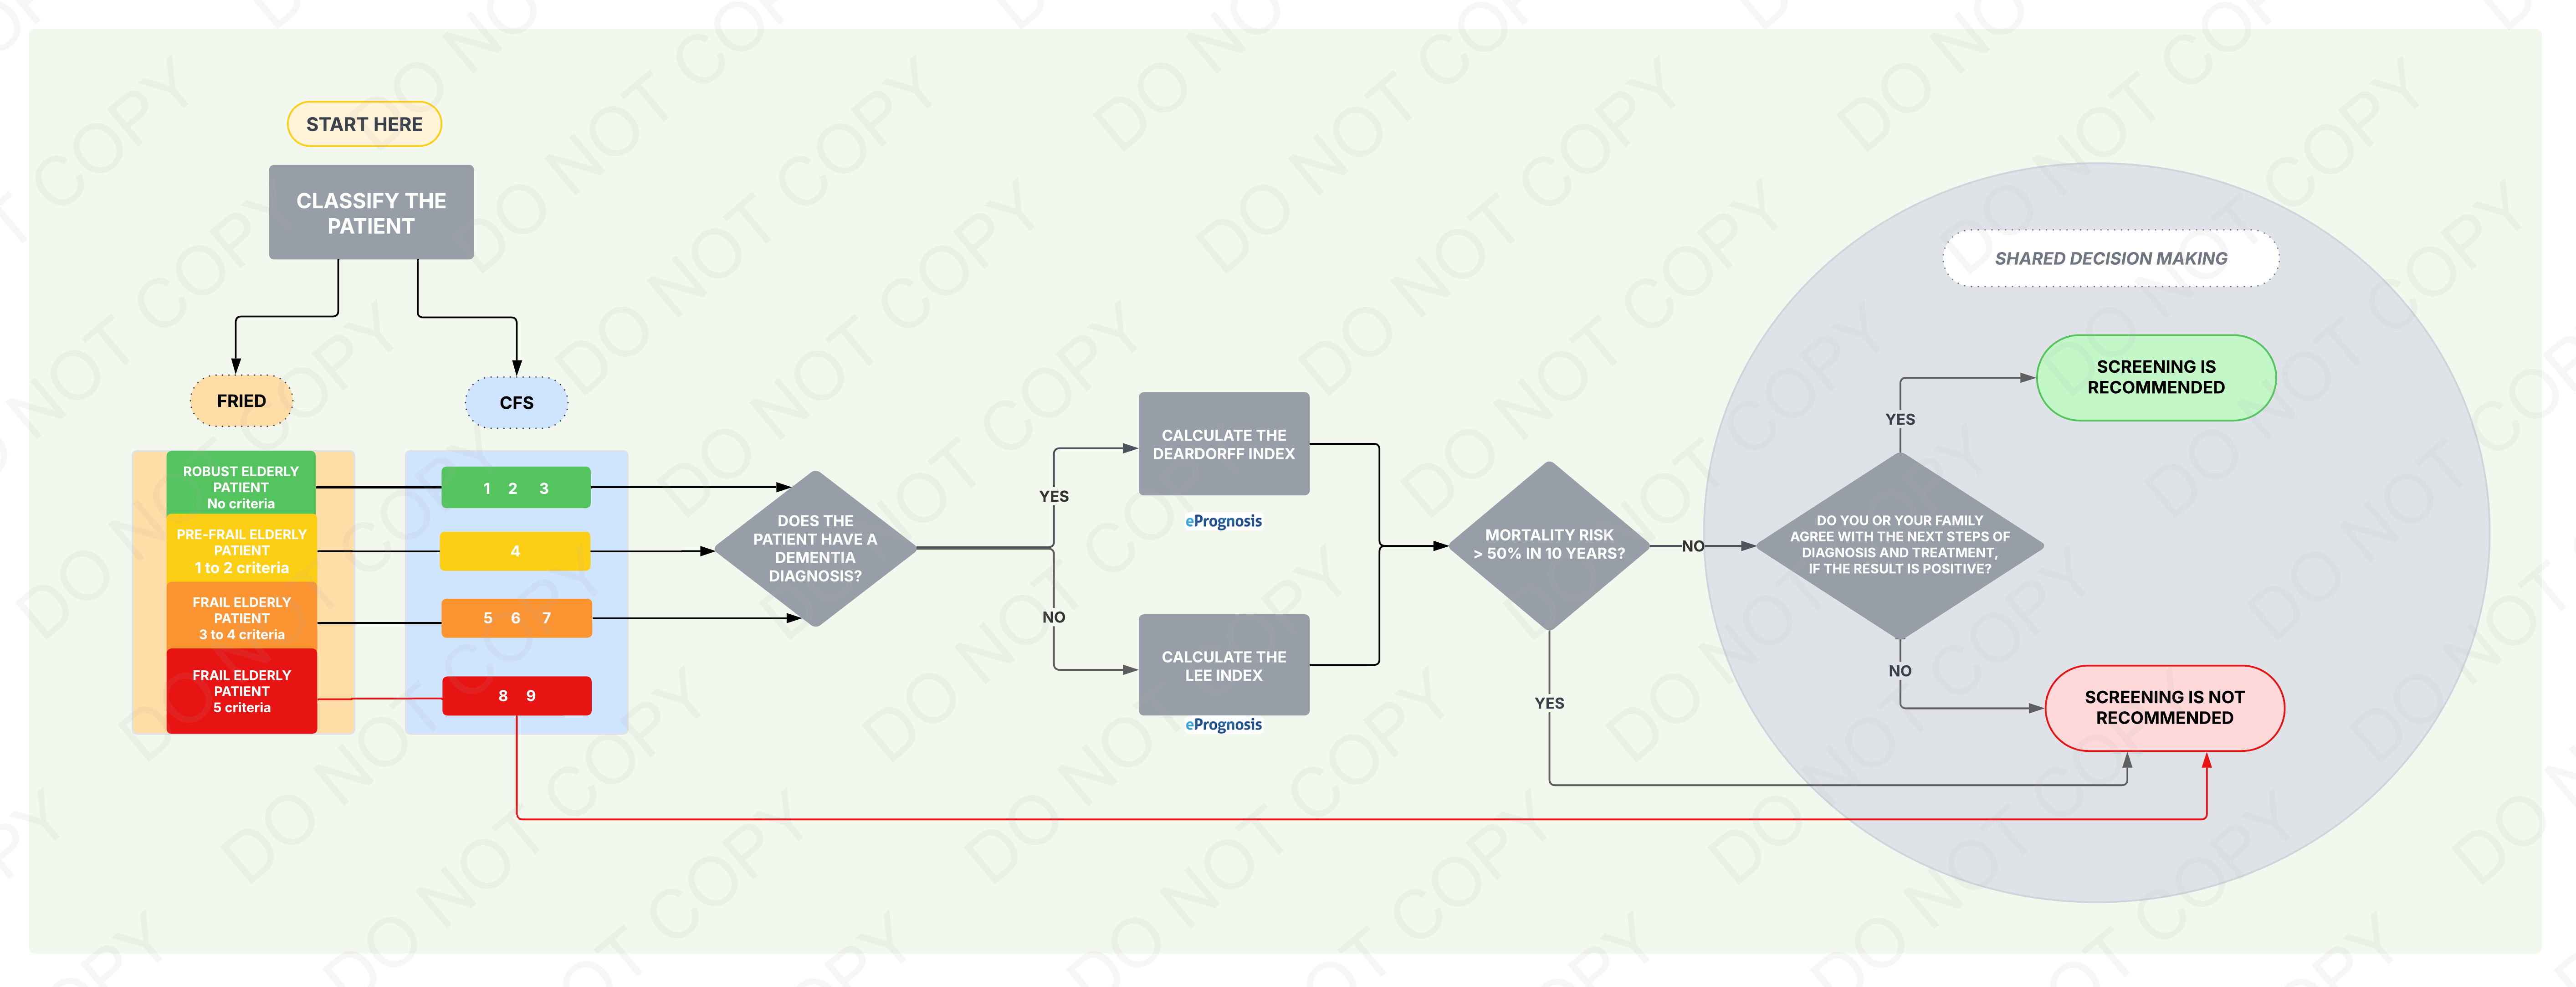 START HERE
CLASSIFY THE
PATIENT
FRIED
CFS
ROBUST ELDERLY
PATIENT
No criteria
PRE-FRAIL ELDERLY
PATIENT
1 to 2 criteria
FRAIL ELDERLY
PATIENT
3 to 4 criteria
FRAIL ELDERLY
PATIENT
5 criteria
1 2 3
4
5 6 7
8 9
DOES THE
PATIENT HAVE A
DEMENTIA
DIAGNOSIS?
YES
NO
CALCULATE THE
DEARDORFF INDEX
ePrognosis
CALCULATE THE
LEE INDEX
ePrognosis
MORTALITY RISK
> 50% IN 10 YEARS?
NO
YES
SHARED DECISION MAKING
DO YOU OR YOUR FAMILY
AGREE WITH THE NEXT STEPS OF
DIAGNOSIS AND TREATMENT,
IF THE RESULT IS POSITIVE?
YES
SCREENING IS
RECOMMENDED
NO
SCREENING IS NOT
RECOMMENDED
DO NOT COPY